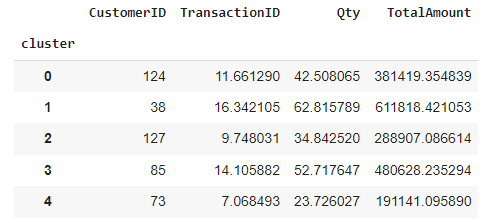 CustomerID TransactionID Qty TotalAmount
cluster
0 124 11.661290 42.508065 381419.354839
1 38 16.342105 62.815789 611818.421053
2 127 9.748031 34.842520 288907.086614
3 85 14.105882 52.717647 480628.235294
4 73 7.068493 23.726027 191141.095890